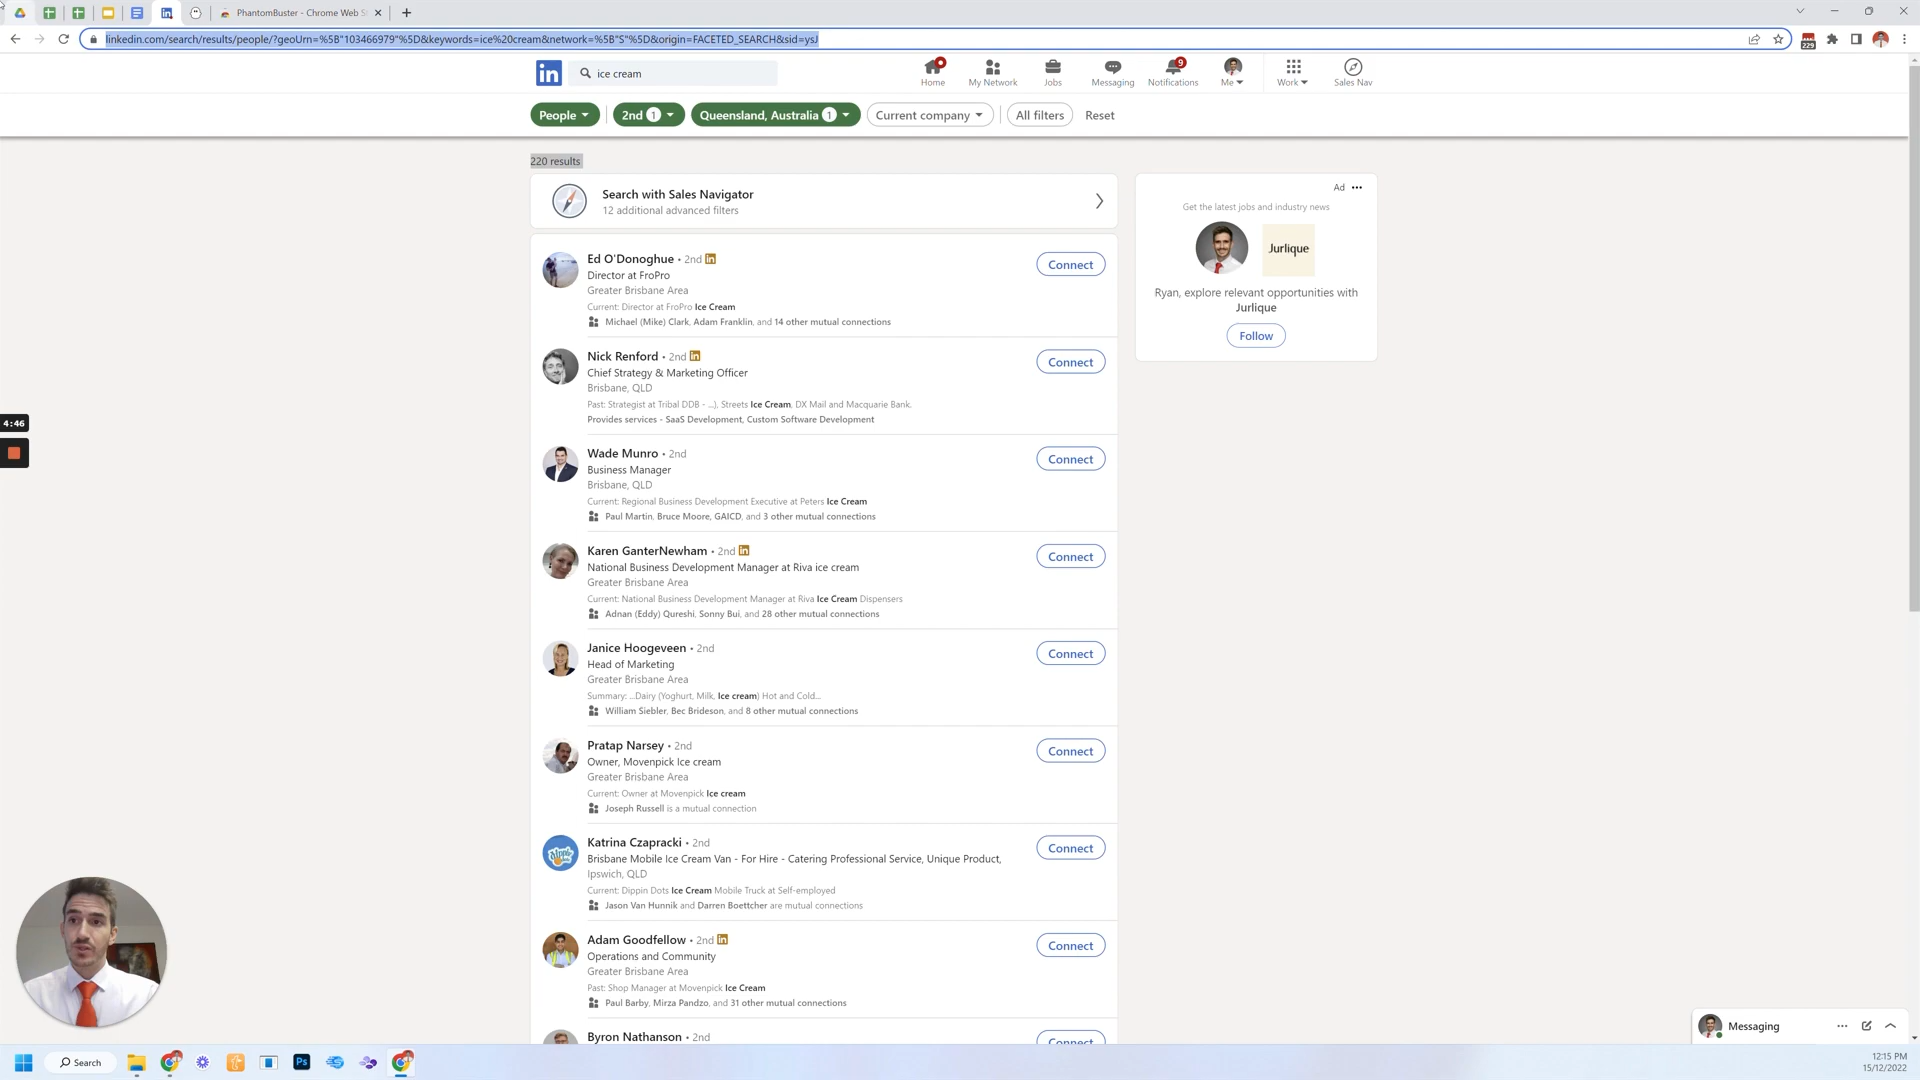 PhantomBuster - Chrome Web S
linkedin.com/search/results/people/?geoUrn=%5B"103466979"%5D&keywords=ice%20cream&network=%5B"S"%5D&origin=FACETED_SEARCH&sid=ysJ
229
in
ice cream
Home
My Network
Jobs
Messaging
9
Notifications
Me
Work
Sales Nav
People
2nd 1
Queensland, Australia 1
Current company
All filters
Reset
220 results
Search with Sales Navigator
12 additional advanced filters
Ed O'Donoghue • 2nd in
Director at FroPro
Greater Brisbane Area
Current: Director at FroPro Ice Cream
Michael (Mike) Clark, Adam Franklin, and 14 other mutual connections
Connect
Nick Renford • 2nd in
Chief Strategy & Marketing Officer
Brisbane, QLD
Past: Strategist at Tribal DDB - ...), Streets Ice Cream, DX Mail and Macquarie Bank.
Provides services - SaaS Development, Custom Software Development
Connect
Wade Munro • 2nd
Business Manager
Brisbane, QLD
Current: Regional Business Development Executive at Peters Ice Cream
Paul Martin, Bruce Moore, GAICD, and 3 other mutual connections
Connect
Karen GanterNewham • 2nd in
National Business Development Manager at Riva ice cream
Greater Brisbane Area
Current: National Business Development Manager at Riva Ice Cream Dispensers
Adnan (Eddy) Qureshi, Sonny Bui, and 28 other mutual connections
Connect
Janice Hoogeveen • 2nd
Head of Marketing
Greater Brisbane Area
Summary: ...Dairy (Yoghurt, Milk, Ice cream) Hot and Cold...
William Siebler, Bec Brideson, and 8 other mutual connections
Connect
Pratap Narsey • 2nd
Owner, Movenpick Ice cream
Greater Brisbane Area
Current: Owner at Movenpick Ice cream
Joseph Russell is a mutual connection
Connect
Katrina Czapracki • 2nd
Brisbane Mobile Ice Cream Van - For Hire - Catering Professional Service, Unique Product,
Ipswich, QLD
Current: Dippin Dots Ice Cream Mobile Truck at Self-employed
Jason Van Hunnik and Darren Boettcher are mutual connections
Connect
Adam Goodfellow • 2nd in
Operations and Community
Greater Brisbane Area
Past: Shop Manager at Movenpick Ice Cream
Paul Barby, Mirza Pandzo, and 31 other mutual connections
Connect
Byron Nathanson • 2nd
Connect
Ad •••
Get the latest jobs and industry news
Jurlique
Ryan, explore relevant opportunities with
Jurlique
Follow
4:46
Messaging
Search
Ps
12:15 PM
15/12/2022